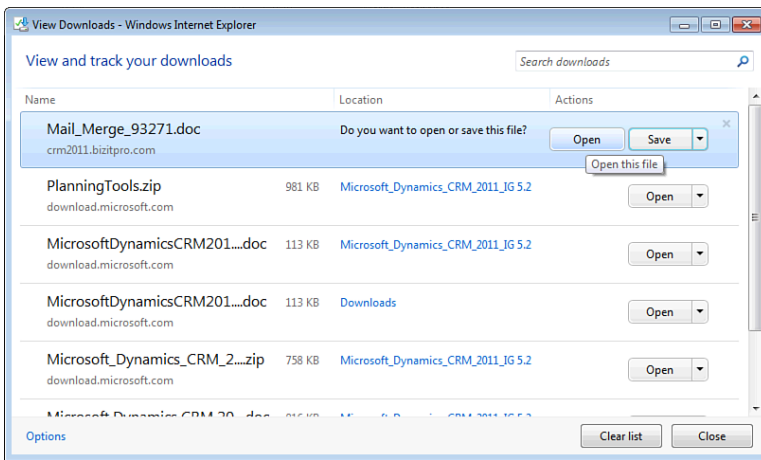 View Downloads - Windows Internet Explorer
View and track your downloads
Search downloads
Name Location Actions
Mail_Merge_93271.doc Do you want to open or save this file? Open Save
crm2011.bizitpro.com
Open this file
PlanningTools.zip 981 KB Microsoft_Dynamics_CRM_2011_IG 5.2 Open
download.microsoft.com
MicrosoftDynamicsCRM201....doc 113 KB Microsoft_Dynamics_CRM_2011_IG 5.2 Open
download.microsoft.com
MicrosoftDynamicsCRM201....doc 113 KB Downloads Open
download.microsoft.com
Microsoft_Dynamics_CRM_2....zip 758 KB Microsoft_Dynamics_CRM_2011_IG 5.2 Open
download.microsoft.com
Options Clear list Close